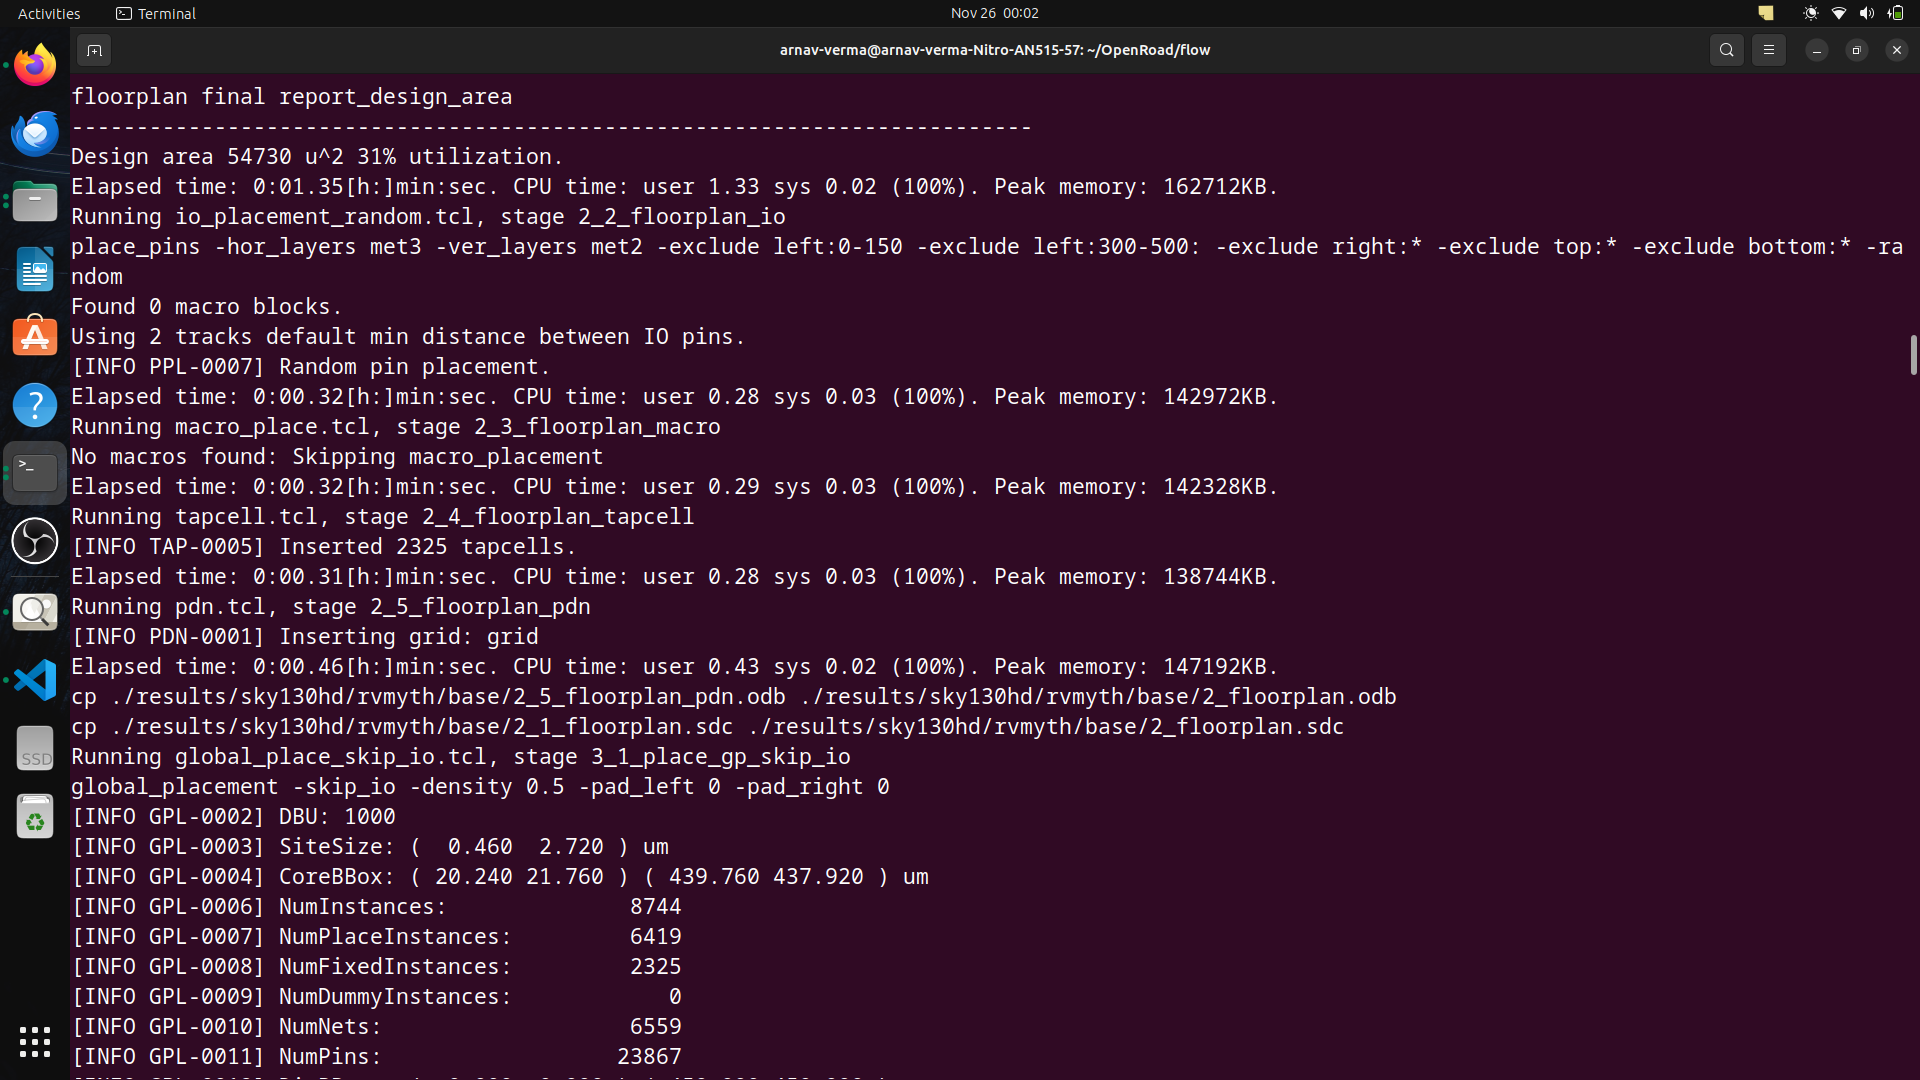 Activities
Terminal
Nov 26 00:02
arnav-verma@arnav-verma-Nitro-AN515-57: ~/OpenRoad/flow
floorplan final report_design_area
--------------------------------------------------------------------------
Design area 54730 u^2 31% utilization.
Elapsed time: 0:01.35[h:]min:sec. CPU time: user 1.33 sys 0.02 (100%). Peak memory: 162712KB.
Running io_placement_random.tcl, stage 2_2_floorplan_io
place_pins -hor_layers met3 -ver_layers met2 -exclude left:0-150 -exclude left:300-500: -exclude right:* -exclude top:* -exclude bottom:* -ra
ndom
Found 0 macro blocks.
Using 2 tracks default min distance between IO pins.
[INFO PPL-0007] Random pin placement.
Elapsed time: 0:00.32[h:]min:sec. CPU time: user 0.28 sys 0.03 (100%). Peak memory: 142972KB.
Running macro_place.tcl, stage 2_3_floorplan_macro
No macros found: Skipping macro_placement
Elapsed time: 0:00.32[h:]min:sec. CPU time: user 0.29 sys 0.03 (100%). Peak memory: 142328KB.
Running tapcell.tcl, stage 2_4_floorplan_tapcell
[INFO TAP-0005] Inserted 2325 tapcells.
Elapsed time: 0:00.31[h:]min:sec. CPU time: user 0.28 sys 0.03 (100%). Peak memory: 138744KB.
Running pdn.tcl, stage 2_5_floorplan_pdn
[INFO PDN-0001] Inserting grid: grid
Elapsed time: 0:00.46[h:]min:sec. CPU time: user 0.43 sys 0.02 (100%). Peak memory: 147192KB.
cp ./results/sky130hd/rvmyth/base/2_5_floorplan_pdn.odb ./results/sky130hd/rvmyth/base/2_floorplan.odb
cp ./results/sky130hd/rvmyth/base/2_1_floorplan.sdc ./results/sky130hd/rvmyth/base/2_floorplan.sdc
Running global_place_skip_io.tcl, stage 3_1_place_gp_skip_io
global_placement -skip_io -density 0.5 -pad_left 0 -pad_right 0
[INFO GPL-0002] DBU: 1000
[INFO GPL-0003] SiteSize: (  0.460  2.720 ) um
[INFO GPL-0004] CoreBBox: ( 20.240 21.760 ) ( 439.760 437.920 ) um
[INFO GPL-0006] NumInstances:              8744
[INFO GPL-0007] NumPlaceInstances:         6419
[INFO GPL-0008] NumFixedInstances:         2325
[INFO GPL-0009] NumDummyInstances:            0
[INFO GPL-0010] NumNets:                   6559
[INFO GPL-0011] NumPins:                  23867
SSD